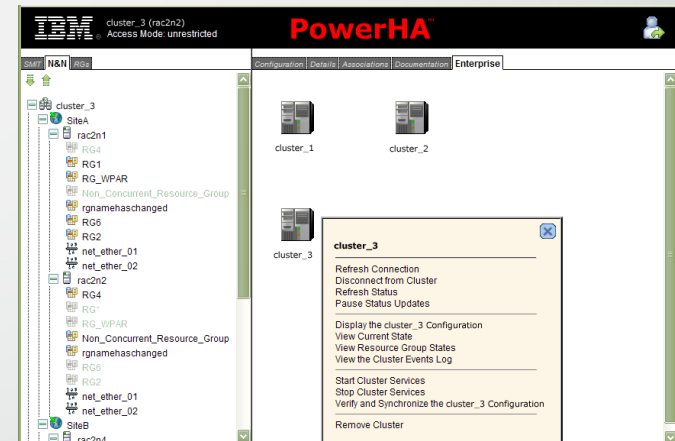 IBM
cluster_3 (rac2n2)
Access Mode: unrestricted
PowerHA™
SMIT N&N RGs
Configuration Details Associations Documentation Enterprise
cluster_3
SiteA
rac2n1
RG4
RG1
RG_WPAR
Non_Concurrent_Resource_Group
rgnamehaschanged
RG6
RG2
net_ether_01
net_ether_02
rac2n2
RG4
RG1
RG_WPAR
Non_Concurrent_Resource_Group
rgnamehaschanged
RG6
RG2
net_ether_01
net_ether_02
SiteB
rac2n4
cluster_1
cluster_2
cluster_3
cluster_3
Refresh Connection
Disconnect from Cluster
Refresh Status
Pause Status Updates
Display the cluster_3 Configuration
View Current State
View Resource Group States
View the Cluster Events Log
Start Cluster Services
Stop Cluster Services
Verify and Synchronize the cluster_3 Configuration
Remove Cluster